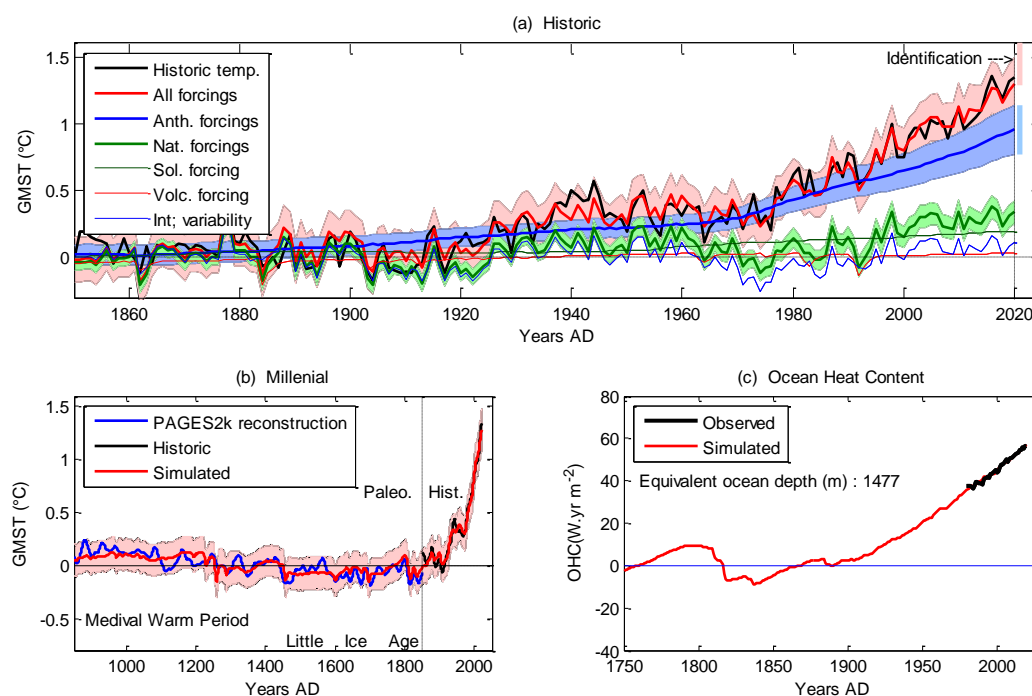 (a) Historic
1.5
1
0.5
0
GMST (°C)
Historic temp.
All forcings
Anth. forcings
Nat. forcings
Sol. forcing
Volc. forcing
Int; variability
Identification --->
1860
1880
1900
1920
1940
1960
1980
2000
2020
Years AD
(b) Millenial
1.5
1
0.5
0
-0.5
GMST (°C)
PAGES2k reconstruction
Historic
Simulated
Paleo.
Hist.
Medival Warm Period
Little Ice Age
1000
1200
1400
1600
1800
2000
Years AD
(c) Ocean Heat Content
80
60
40
20
0
-20
-40
OHC(W.yr m-2)
Observed
Simulated
Equivalent ocean depth (m) : 1477
1750
1800
1850
1900
1950
2000
Years AD